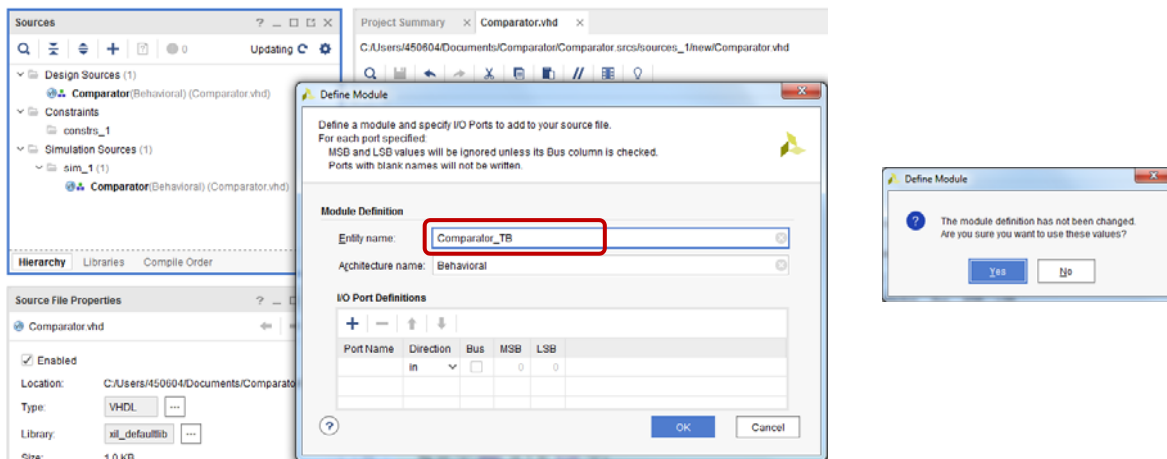 Sources
? _ □ X
0
Updating
Design Sources (1)
Comparator(Behavioral) (Comparator.vhd)
Constraints
constrs_1
Simulation Sources (1)
sim_1 (1)
Comparator(Behavioral) (Comparator.vhd)
Hierarchy Libraries Compile Order
Source File Properties
? _ □
Comparator.vhd
Enabled
Location: C:/Users/450604/Documents/Comparato
Type: VHDL ...
Library: xil_defaultlib ...
Size: 1.0 KB
Project Summary × Comparator.vhd ×
C:/Users/450604/Documents/Comparator/Comparator.srcs/sources_1/new/Comparator.vhd
Define Module
Define a module and specify I/O Ports to add to your source file.
For each port specified:
MSB and LSB values will be ignored unless its Bus column is checked.
Ports with blank names will not be written.
Module Definition
Entity name: Comparator_TB
Architecture name: Behavioral
I/O Port Definitions
Port Name Direction Bus MSB LSB
in 0 0
?
OK Cancel
Define Module
The module definition has not been changed.
Are you sure you want to use these values?
Yes No